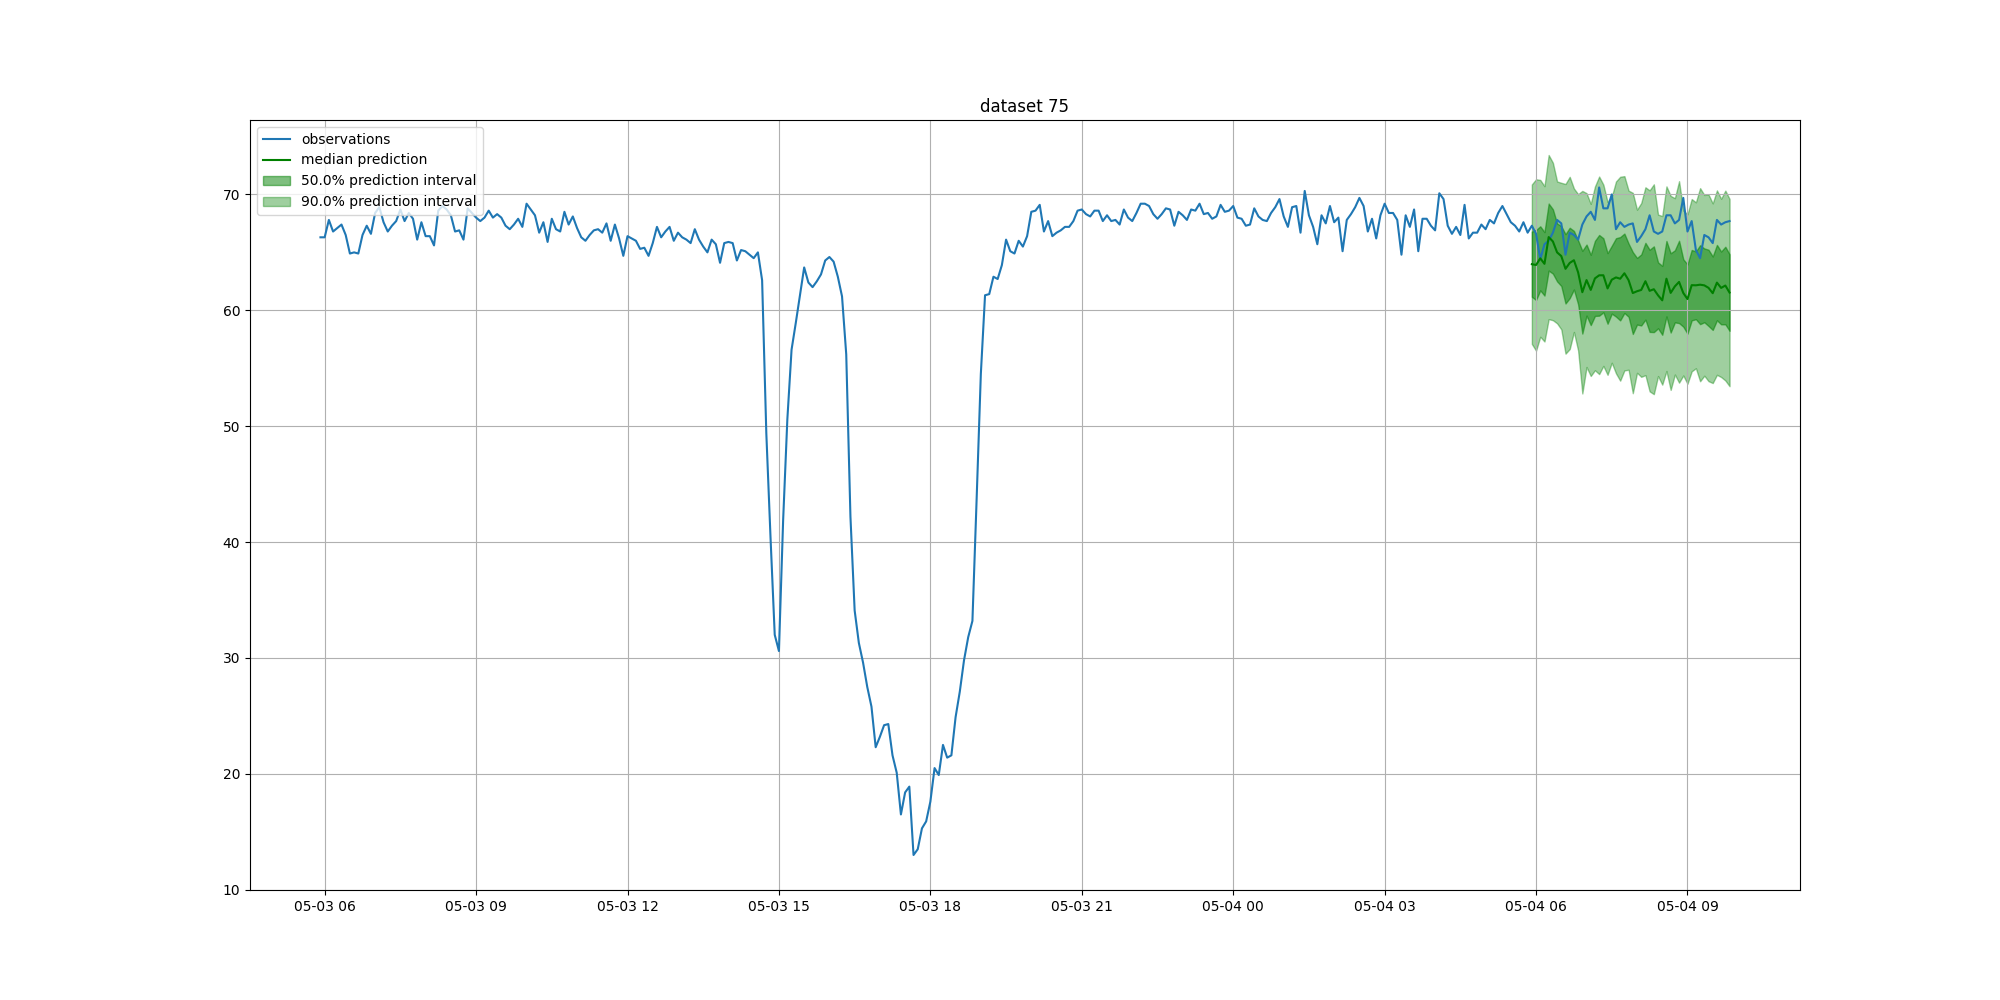 dataset 75
observations
median prediction
50.0% prediction interval
90.0% prediction interval
70
60
50
40
30
20
10
05-03 06 05-03 09 05-03 12 05-03 15 05-03 18 05-03 21 05-04 00 05-04 03 05-04 06 05-04 09